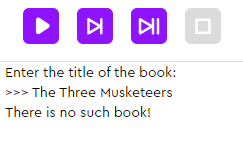 Enter the title of the book:
>>> The Three Musketeers
There is no such book!